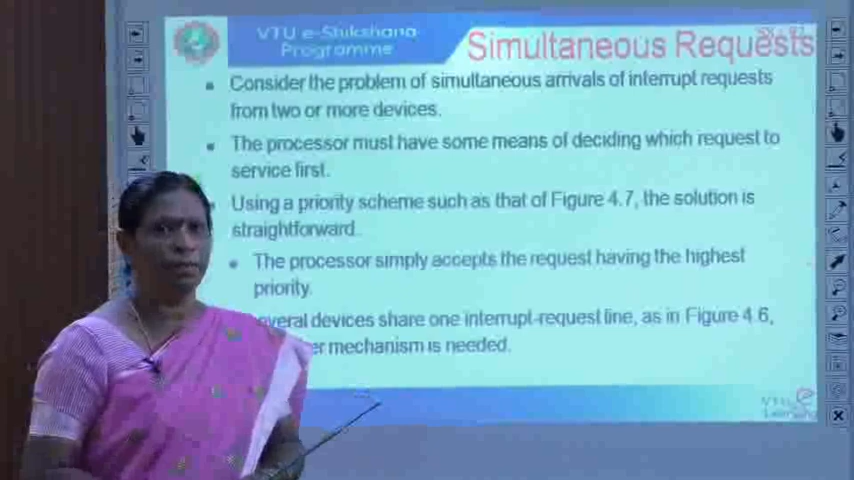 VTU e-Shikshana
Programme
Simultaneous Requests
Consider the problem of simultaneous arrivals of interrupt requests
from two or more devices.
The processor must have some means of deciding which request to
service first.
Using a priority scheme such as that of Figure 4.7, the solution is
straightforward.
The processor simply accepts the request having the highest
priority.
everal devices share one interrupt-request line, as in Figure 4.6,
er mechanism is needed.
VTU e
Learning